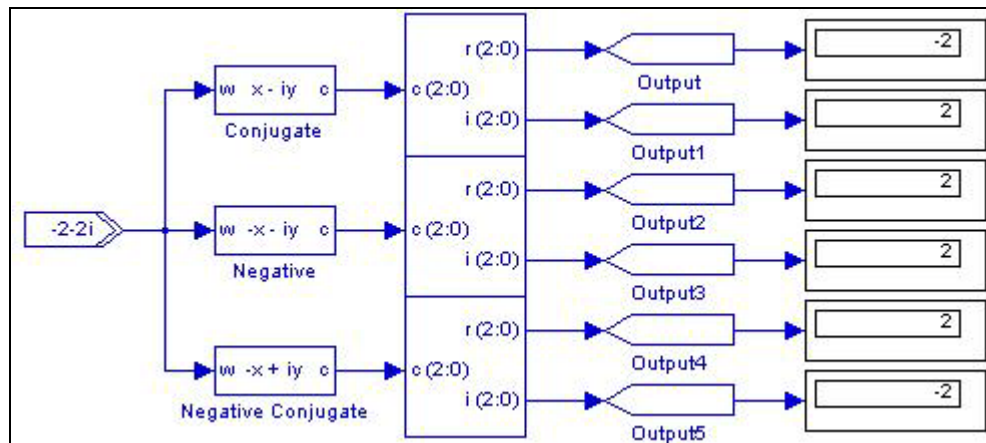 r (2:0)
-2
w x - iy c
c (2:0)
Output
Conjugate
i (2:0)
2
Output1
r (2:0)
2
-2-2i
w -x - iy c
c (2:0)
Output2
Negative
i (2:0)
2
Output3
r (2:0)
2
w -x + iy c
c (2:0)
Output4
Negative Conjugate
i (2:0)
-2
Output5